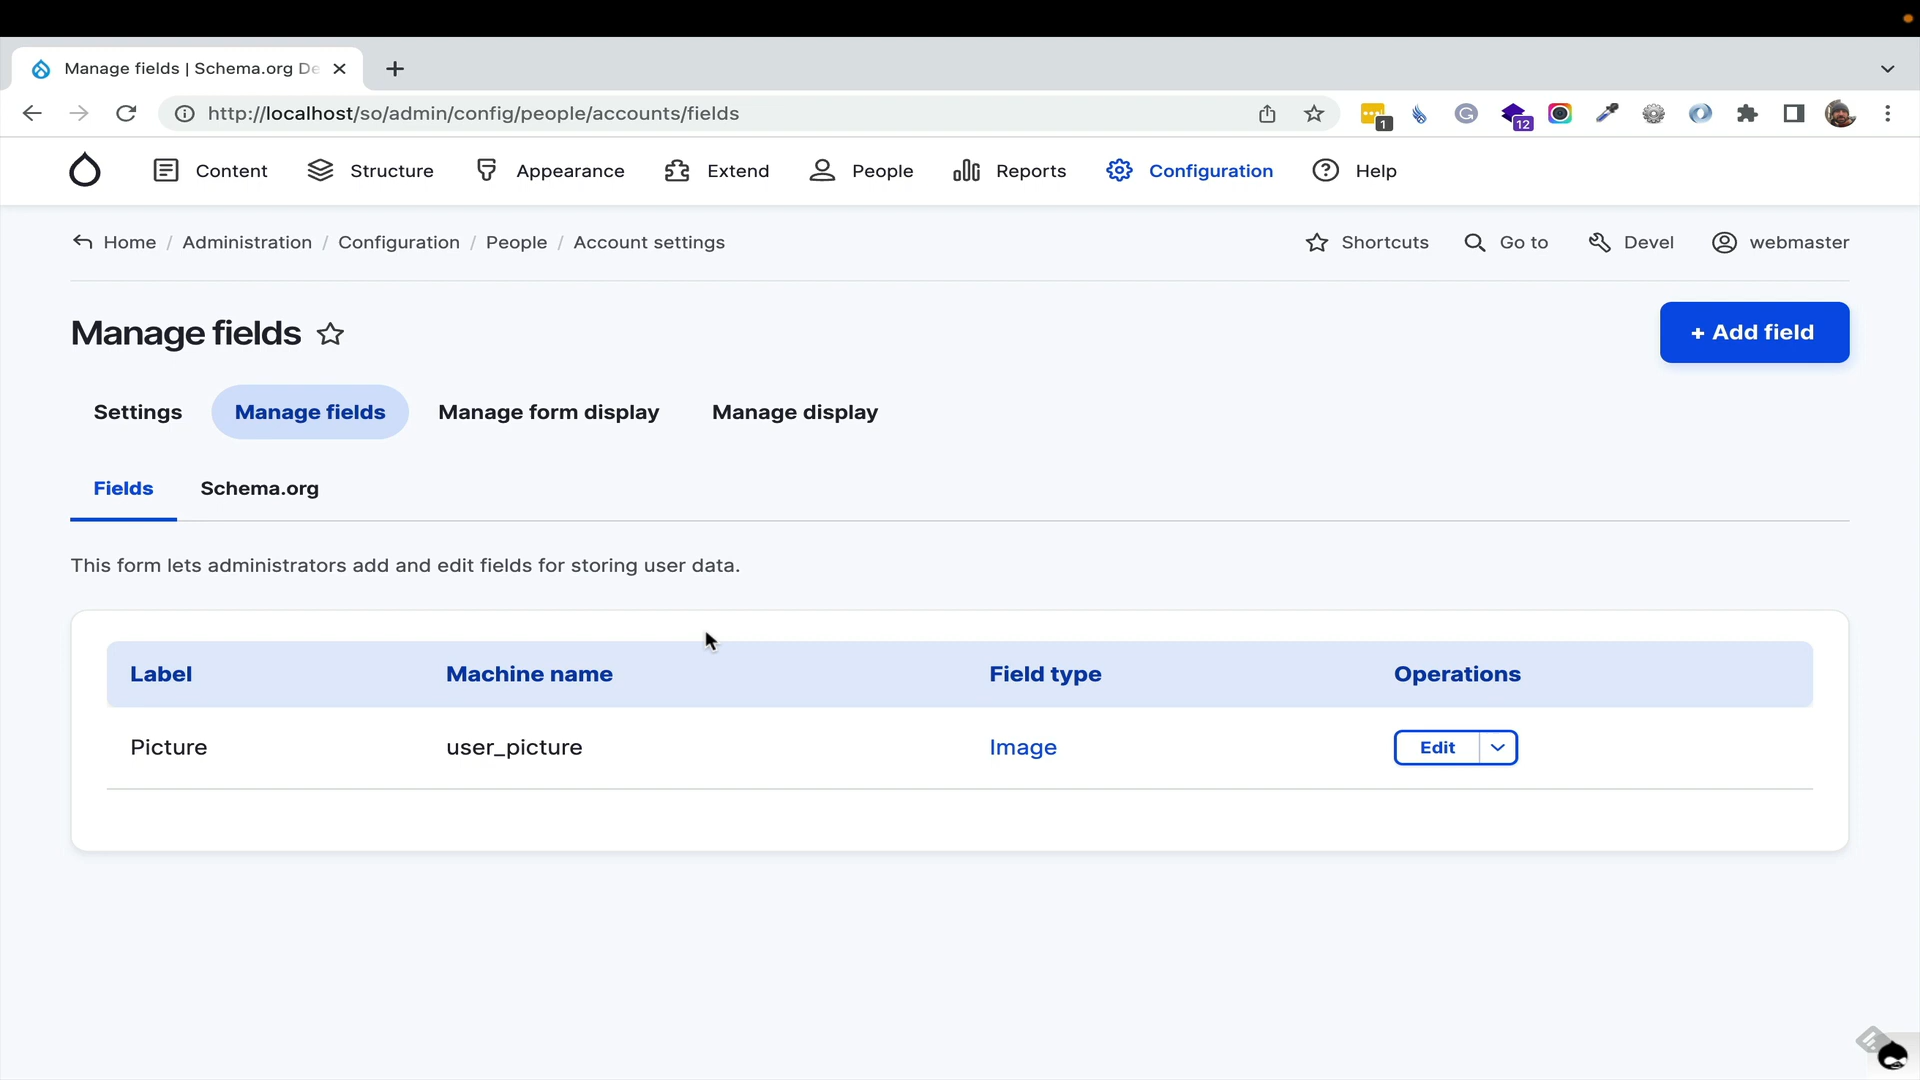 Manage fields | Schema.org De
http://localhost/so/admin/config/people/accounts/fields
1
12
Content Structure Appearance Extend People Reports Configuration Help
Home / Administration / Configuration / People / Account settings
Shortcuts Go to Devel webmaster
Manage fields
+ Add field
Settings Manage fields Manage form display Manage display
Fields Schema.org
This form lets administrators add and edit fields for storing user data.
Label Machine name Field type Operations
Picture user_picture Image Edit